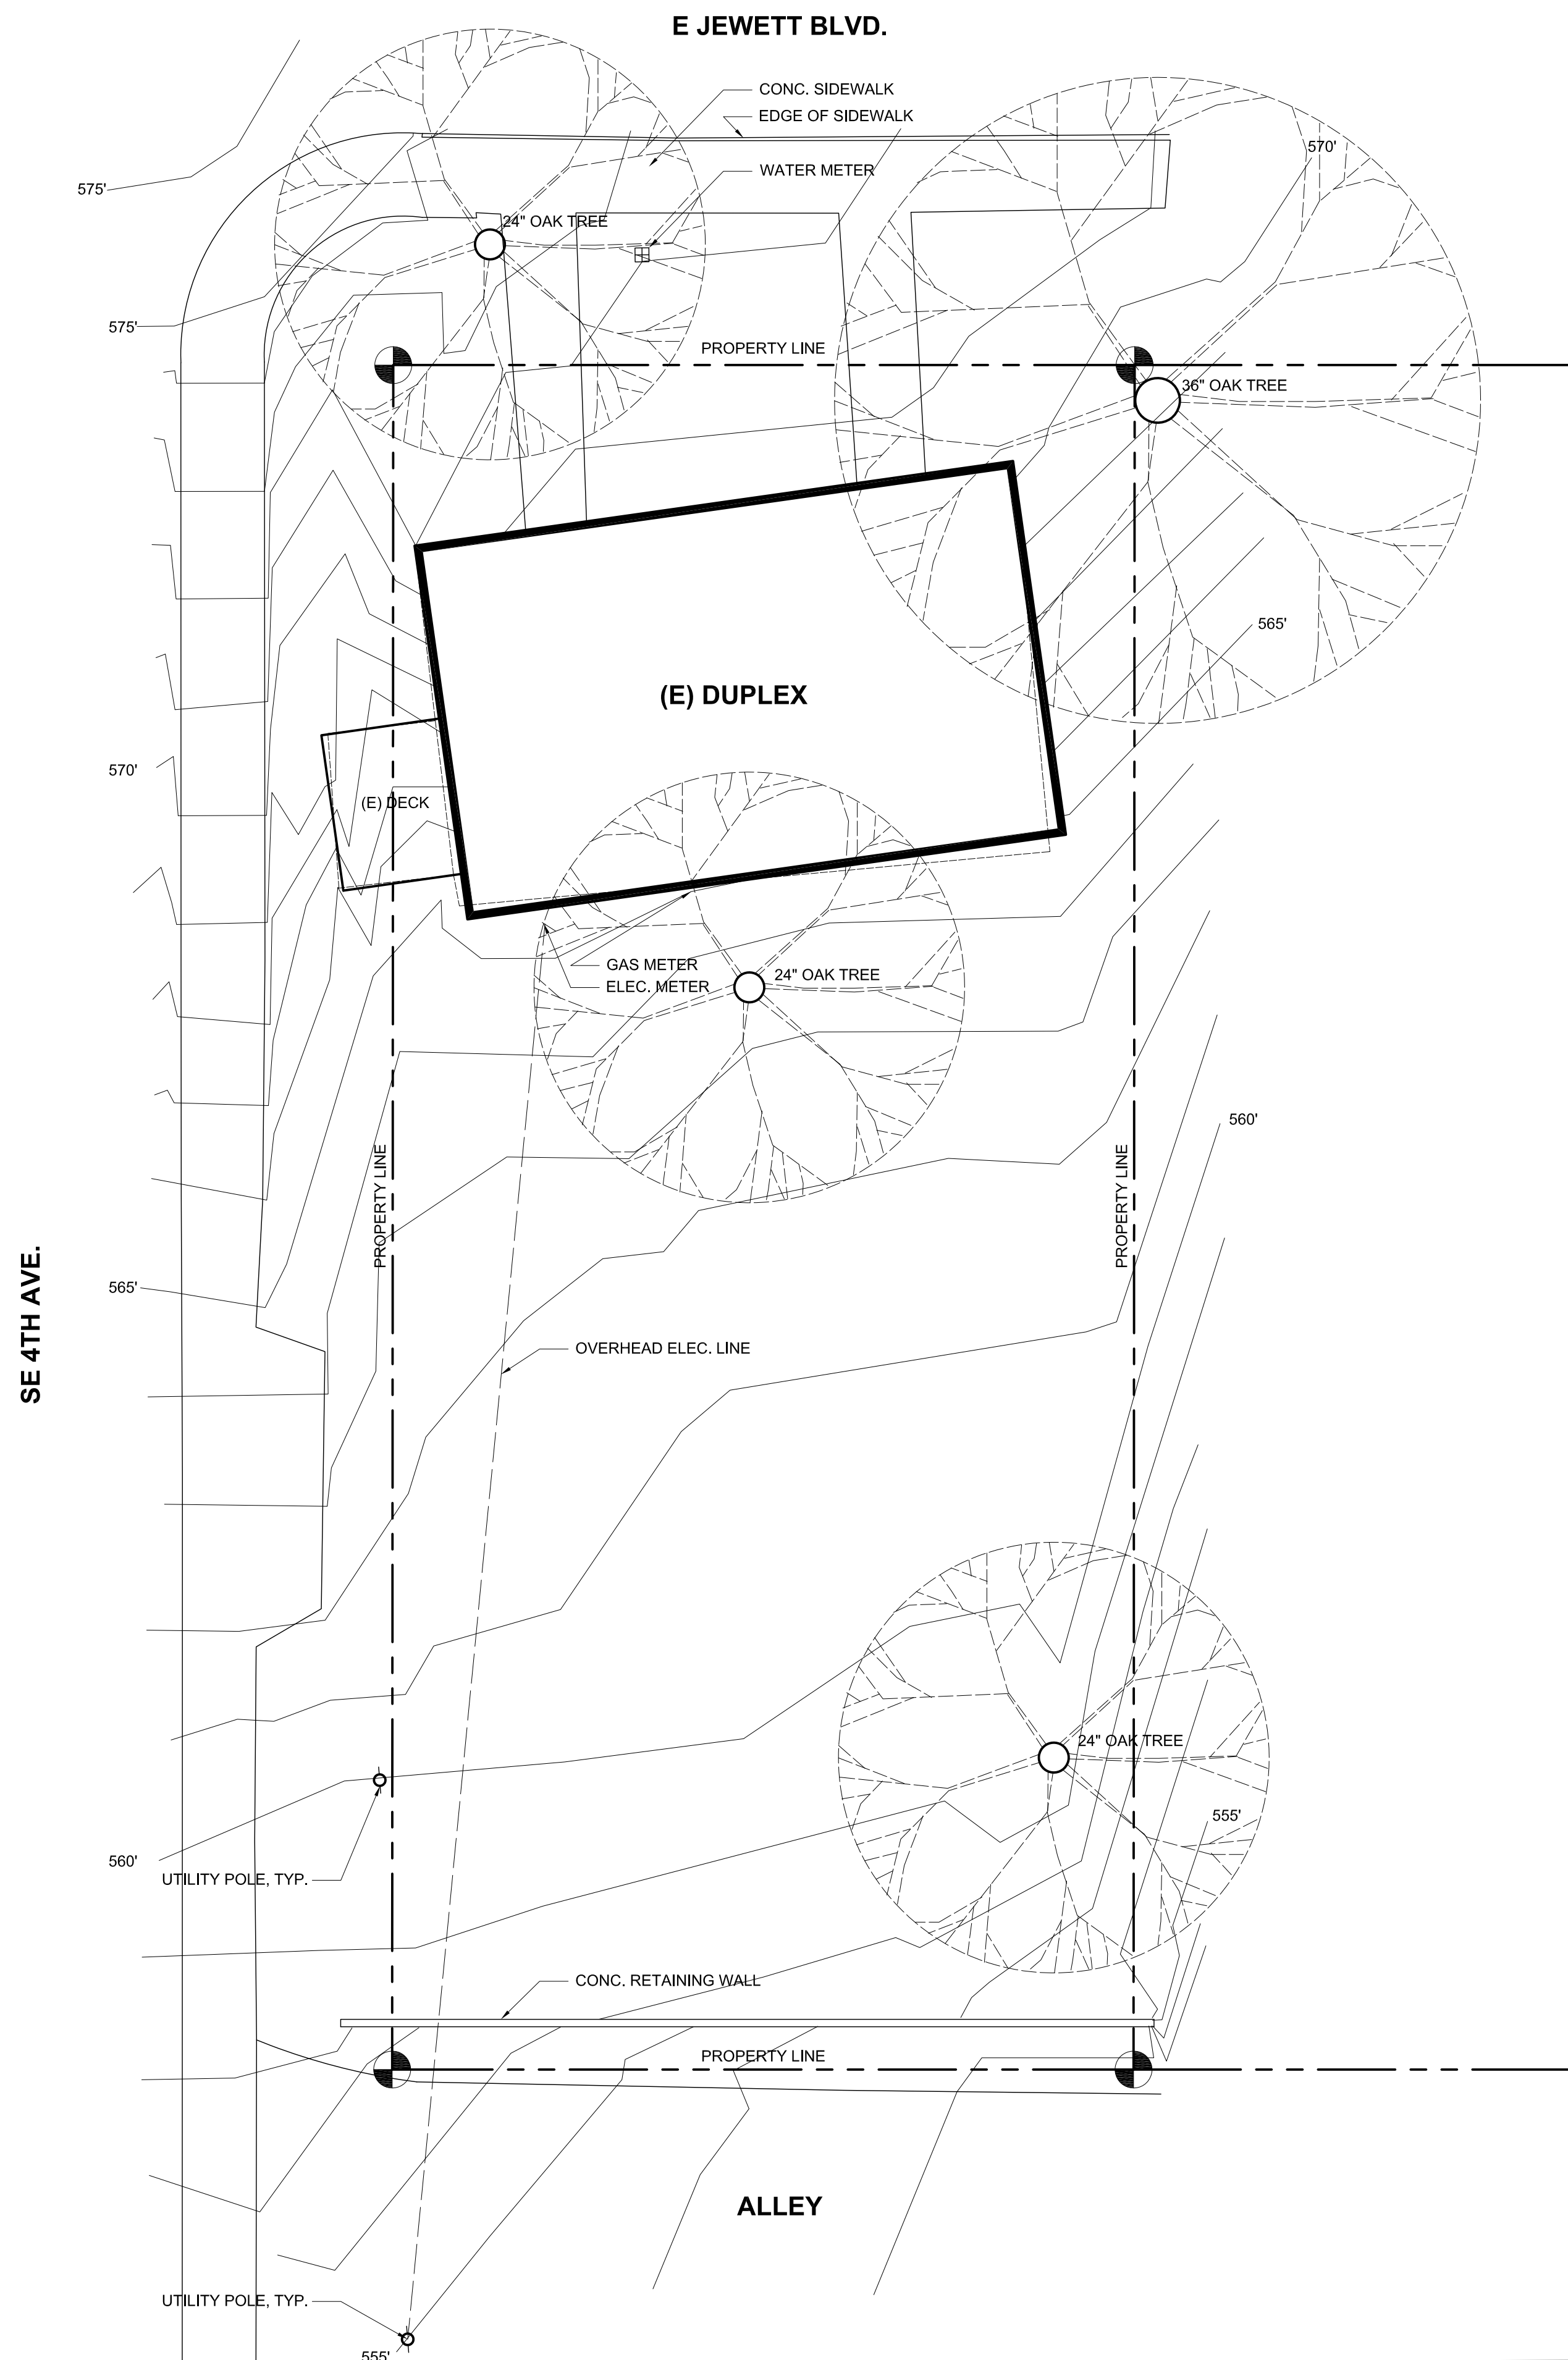 E JEWETT BLVD.
CONC. SIDEWALK
EDGE OF SIDEWALK
570'
WATER METER
575'
24" OAK TREE
575'
PROPERTY LINE
36" OAK TREE
565'
(E) DUPLEX
570'
(E) DECK
GAS METER
24" OAK TREE
ELEC. METER
560'
PROPERTY LINE
PROPERTY LINE
SE 4TH AVE.
565'
OVERHEAD ELEC. LINE
24" OAK TREE
555'
560'
UTILITY POLE, TYP.
CONC. RETAINING WALL
PROPERTY LINE
ALLEY
UTILITY POLE, TYP.
555'